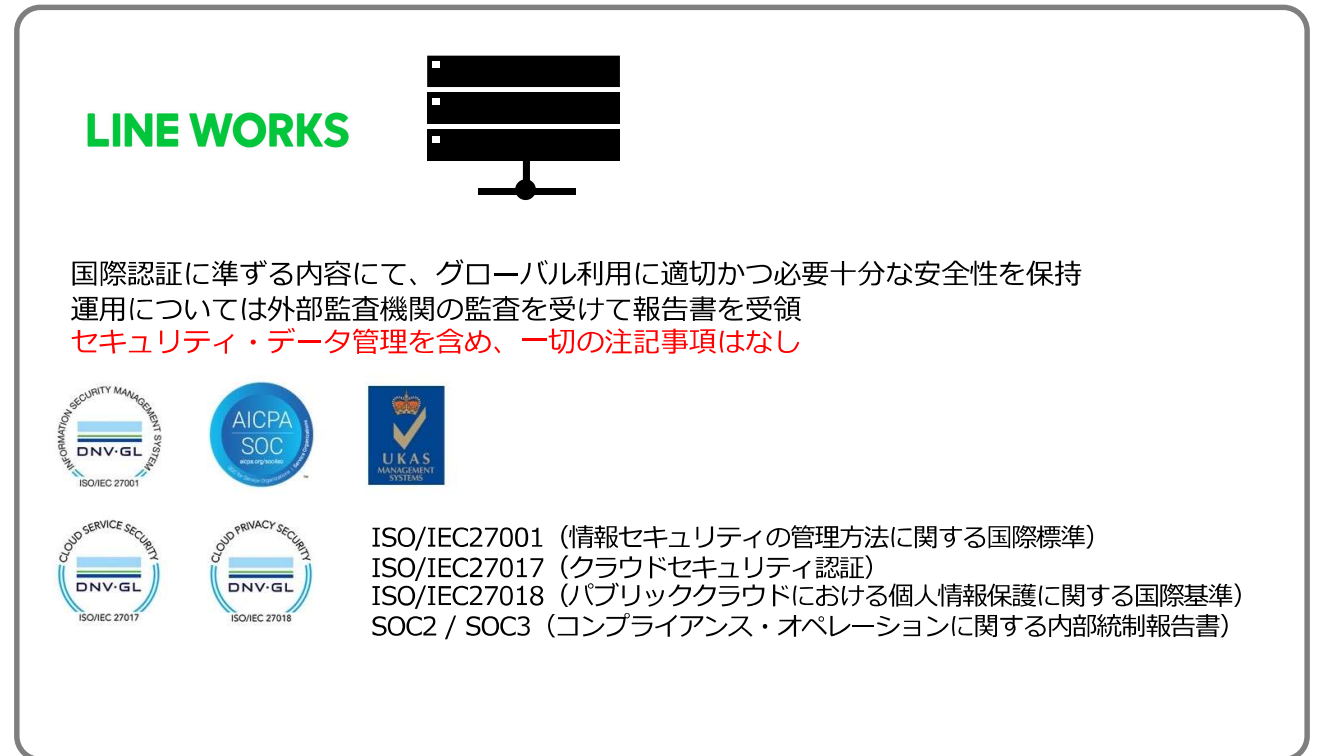 LINE WORKS
国際認証に準ずる内容にて、グローバル利用に適切かつ必要十分な安全性を保持
運用については外部監査機関の監査を受けて報告書を受領
セキュリティ・データ管理を含め、一切の注記事項はなし
INFORMATION SECURITY MANAGEMENT SYSTEM
DNV·GL
ISO/IEC 27001
AICPA
SOC
aicpa.org/soc4so
SOC for Service Organizations | Service Organizations
TM
UKAS
MANAGEMENT
SYSTEMS
CLOUD SERVICE SECURITY
DNV·GL
ISO/IEC 27017
CLOUD PRIVACY SECURITY
DNV·GL
ISO/IEC 27018
ISO/IEC27001（情報セキュリティの管理方法に関する国際標準）
ISO/IEC27017（クラウドセキュリティ認証）
ISO/IEC27018（パブリッククラウドにおける個人情報保護に関する国際基準）
SOC2 / SOC3（コンプライアンス・オペレーションに関する内部統制報告書）